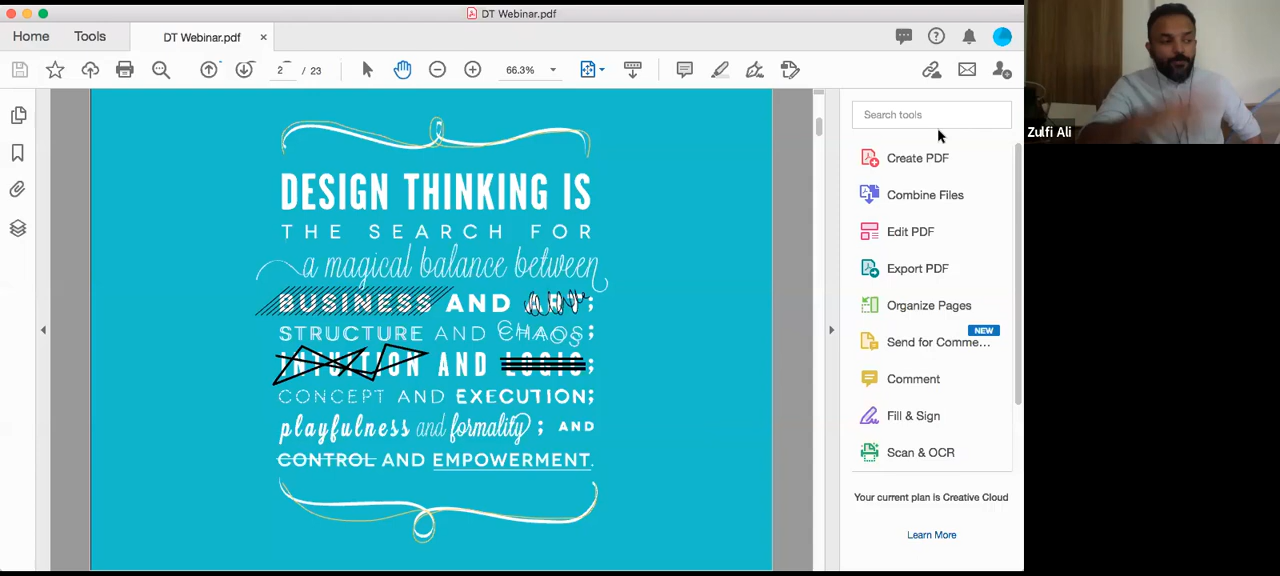 DT Webinar.pdf
Home Tools DT Webinar.pdf ×
2 / 23 66.3%
DESIGN THINKING IS
THE SEARCH FOR
a magical balance between
BUSINESS AND ART;
STRUCTURE AND CHAOS;
INTUITION AND LOGIC;
CONCEPT AND EXECUTION;
playfulness and formality; AND
CONTROL AND EMPOWERMENT.
Search tools
Create PDF
Combine Files
Edit PDF
Export PDF
Organize Pages
NEW
Send for Comme...
Comment
Fill & Sign
Scan & OCR
Your current plan is Creative Cloud
Learn More
Zulfi Ali